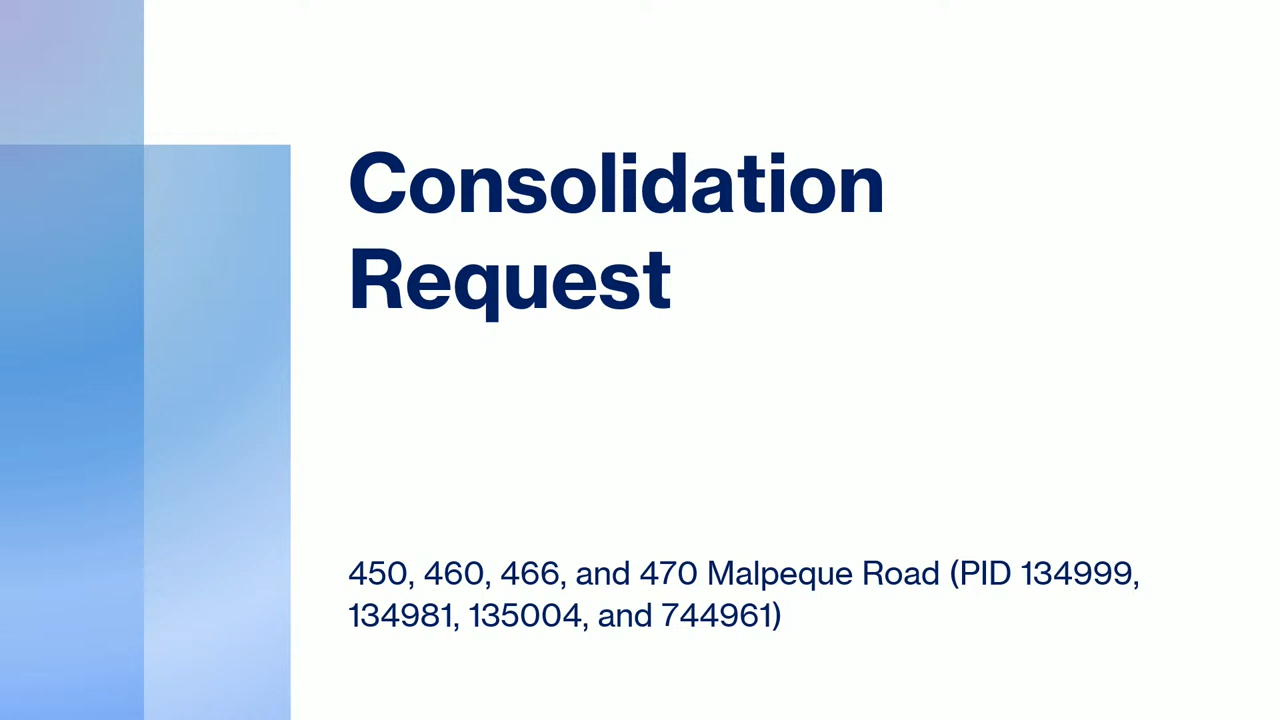 Consolidation
Request
450, 460, 466, and 470 Malpeque Road (PID 134999,
134981, 135004, and 744961)